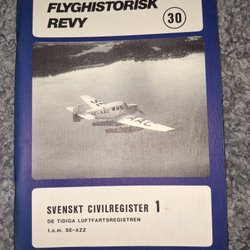 FLYGHISTORISK
REVY
30
SVENSKT CIVILREGISTER 1
DE TIDIGA LUFTFARTSREGISTREN
t.o.m. SE-AZZ